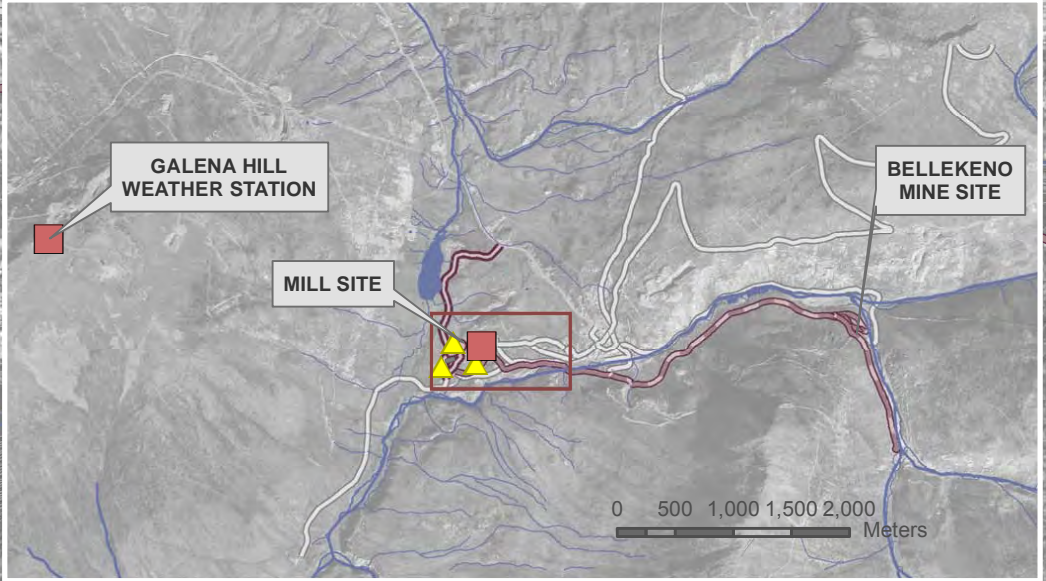 GALENA HILL
WEATHER STATION
BELLEKENO
MINE SITE
MILL SITE
0 500 1,000 1,500 2,000
Meters